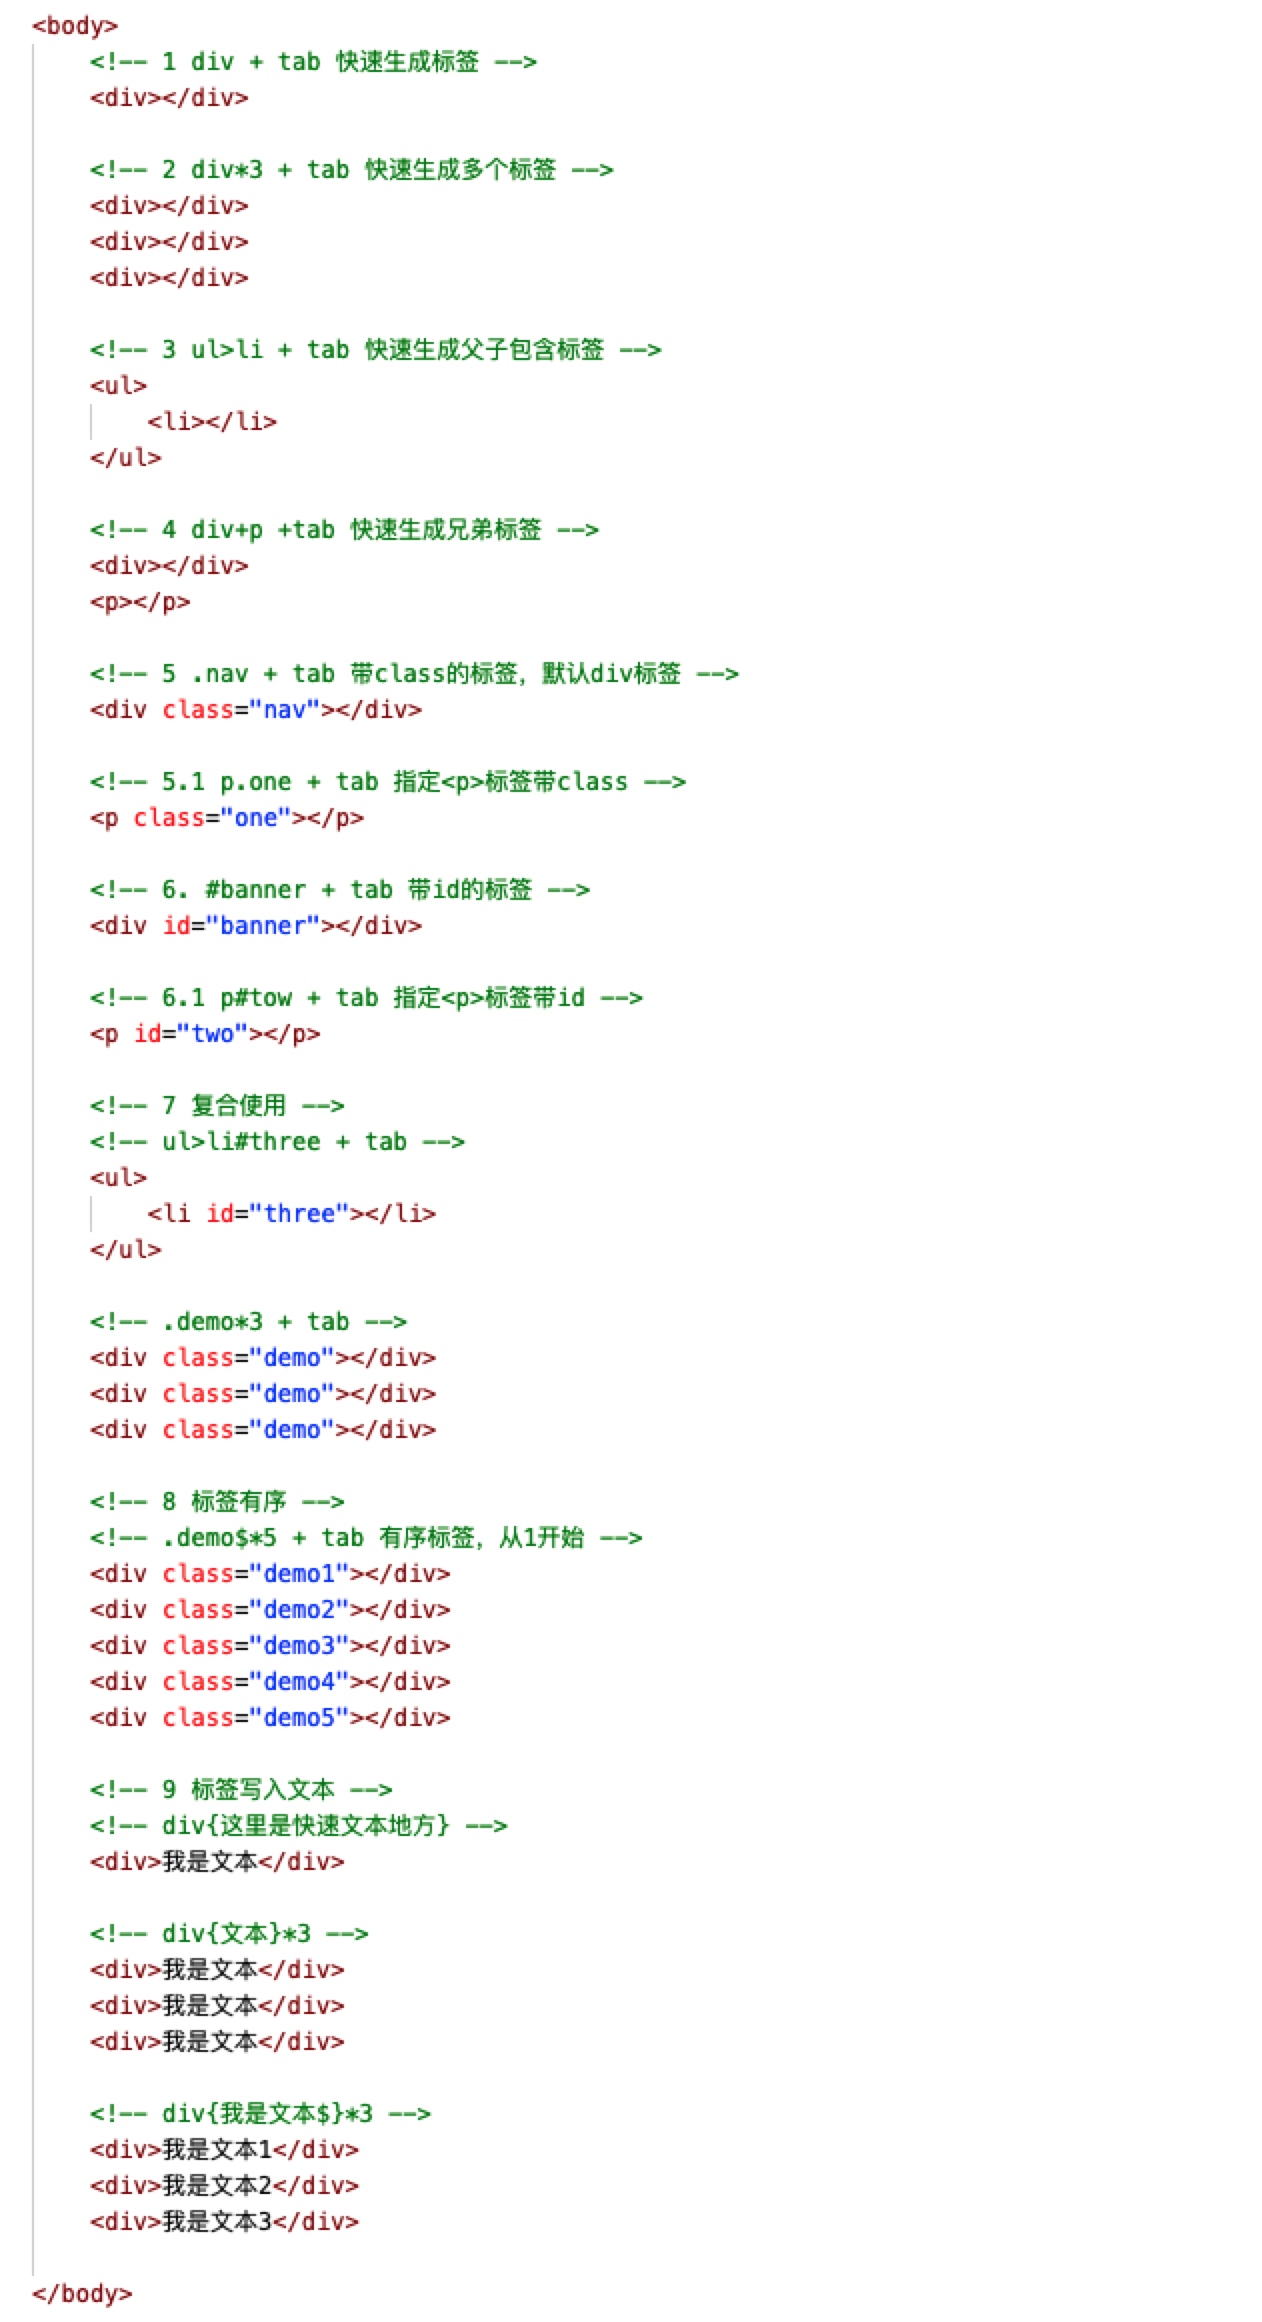 <body>
<!-- 1 div + tab 快速生成标签 -->
<div></div>
<!-- 2 div*3 + tab 快速生成多个标签 -->
<div></div>
<div></div>
<div></div>
<!-- 3 ul>li + tab 快速生成父子包含标签 -->
<ul>
<li></li>
</ul>
<!-- 4 div+p +tab 快速生成兄弟标签 -->
<div></div>
<p></p>
<!-- 5 .nav + tab 带class的标签，默认div标签 -->
<div class="nav"></div>
<!-- 5.1 p.one + tab 指定<p>标签带class -->
<p class="one"></p>
<!-- 6. #banner + tab 带id的标签 -->
<div id="banner"></div>
<!-- 6.1 p#tow + tab 指定<p>标签带id -->
<p id="two"></p>
<!-- 7 复合使用 -->
<!-- ul>li#three + tab -->
<ul>
<li id="three"></li>
</ul>
<!-- .demo*3 + tab -->
<div class="demo"></div>
<div class="demo"></div>
<div class="demo"></div>
<!-- 8 标签有序 -->
<!-- .demo$*5 + tab 有序标签，从1开始 -->
<div class="demo1"></div>
<div class="demo2"></div>
<div class="demo3"></div>
<div class="demo4"></div>
<div class="demo5"></div>
<!-- 9 标签写入文本 -->
<!-- div{这里是快速文本地方} -->
<div>我是文本</div>
<!-- div{文本}*3 -->
<div>我是文本</div>
<div>我是文本</div>
<div>我是文本</div>
<!-- div{我是文本$}*3 -->
<div>我是文本1</div>
<div>我是文本2</div>
<div>我是文本3</div>
</body>